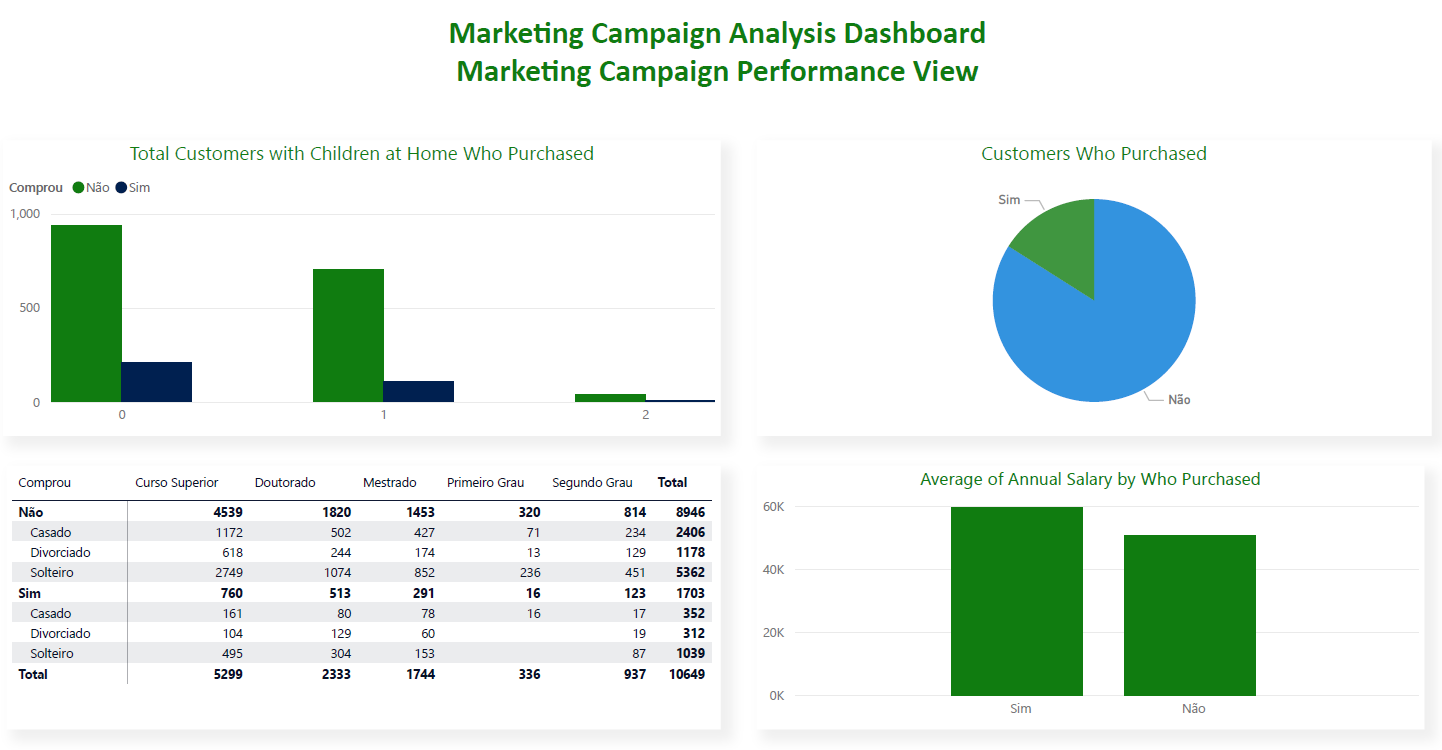 Marketing Campaign Analysis Dashboard
Marketing Campaign Performance View
Total Customers with Children at Home Who Purchased
Comprou Não Sim
1,000
500
0
0 1 2
Customers Who Purchased
Sim
Não
Comprou Curso Superior Doutorado Mestrado Primeiro Grau Segundo Grau Total
Não 4539 1820 1453 320 814 8946
Casado 1172 502 427 71 234 2406
Divorciado 618 244 174 13 129 1178
Solteiro 2749 1074 852 236 451 5362
Sim 760 513 291 16 123 1703
Casado 161 80 78 16 17 352
Divorciado 104 129 60 19 312
Solteiro 495 304 153 87 1039
Total 5299 2333 1744 336 937 10649
Average of Annual Salary by Who Purchased
60K
40K
20K
0K
Sim Não